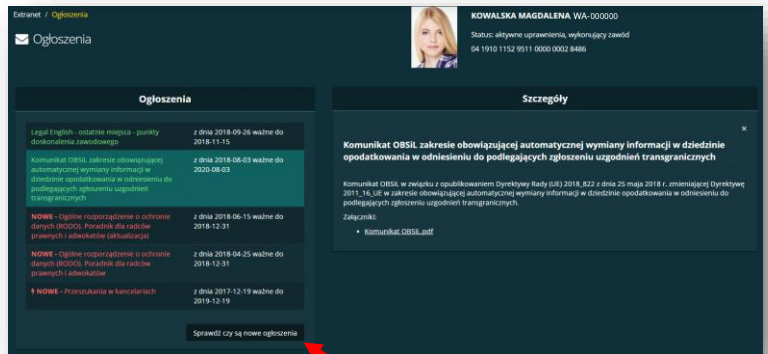 Extranet / Ogłoszenia
Ogłoszenia
KOWALSKA MAGDALENA WA-000000
Status: aktywne uprawnienia, wykonujący zawód
04 1910 1152 9511 0000 0002 8486
Ogłoszenia
Legal English - ostatnie miejsca - punkty
doskonalenia zawodowego
z dnia 2018-09-26 ważne do
2018-11-15
Komunikat OBSiL zakresie obowiązującej
automatycznej wymiany informacji w
dziedzinie opodatkowania w odniesieniu do
podlegających zgłoszeniu uzgodnień
transgranicznych
z dnia 2018-08-03 ważne do
2020-08-03
NOWE - Ogólne rozporządzenie o ochronie
danych (RODO). Poradnik dla radców
prawnych i adwokatów (aktualizacja)
z dnia 2018-06-15 ważne do
2018-12-31
NOWE - Ogólne rozporządzenie o ochronie
danych (RODO). Poradnik dla radców
prawnych i adwokatów
z dnia 2018-04-25 ważne do
2018-12-31
NOWE - Przeszukania w kancelariach
z dnia 2017-12-19 ważne do
2019-12-19
Sprawdź czy są nowe ogłoszenia
Szczegóły
×
Komunikat OBSiL zakresie obowiązującej automatycznej wymiany informacji w dziedzinie
opodatkowania w odniesieniu do podlegających zgłoszeniu uzgodnień transgranicznych
Komunikat OBSiL w związku z opublikowaniem Dyrektywy Rady (UE) 2018_822 z dnia 25 maja 2018 r. zmieniającej Dyrektywę
2011_16_UE w zakresie obowiązującej automatycznej wymiany informacji w dziedzinie opodatkowania w odniesieniu do
podlegających zgłoszeniu uzgodnień transgranicznych.
Załączniki:
• Komunikat OBSiL.pdf